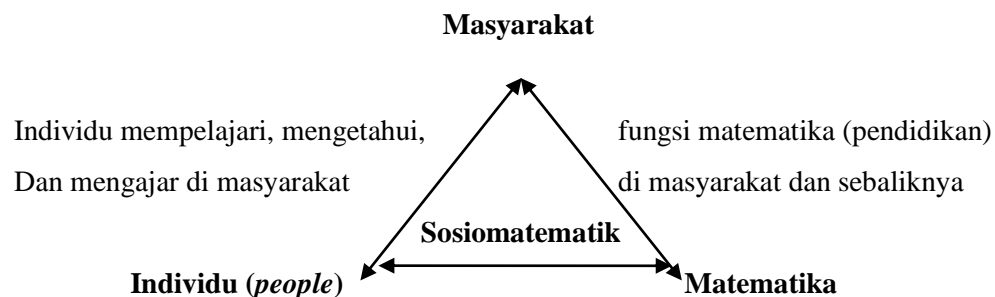 Masyarakat
Individu mempelajari, mengetahui,
Dan mengajar di masyarakat
fungsi matematika (pendidikan)
di masyarakat dan sebaliknya
Sosiomatematik
Individu (people)
Matematika